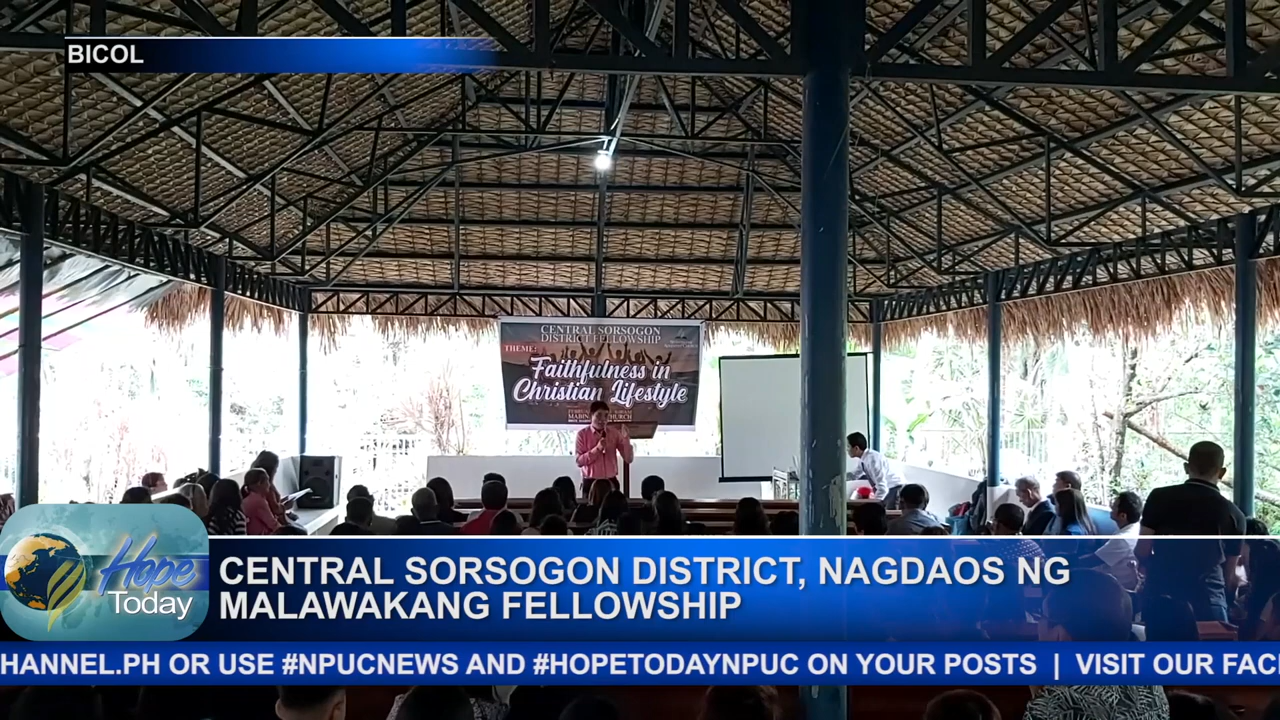 BICOL
CENTRAL SORSOGON
DISTRICT FELLOWSHIP
THEME:
Faithfulness in
Christian Lifestyle
CHURCH
Hope
Today
CENTRAL SORSOGON DISTRICT, NAGDAOS NG
MALAWAKANG FELLOWSHIP
HANNEL.PH OR USE #NPUCNEWS AND #HOPETODAYNPUC ON YOUR POSTS | VISIT OUR FAC